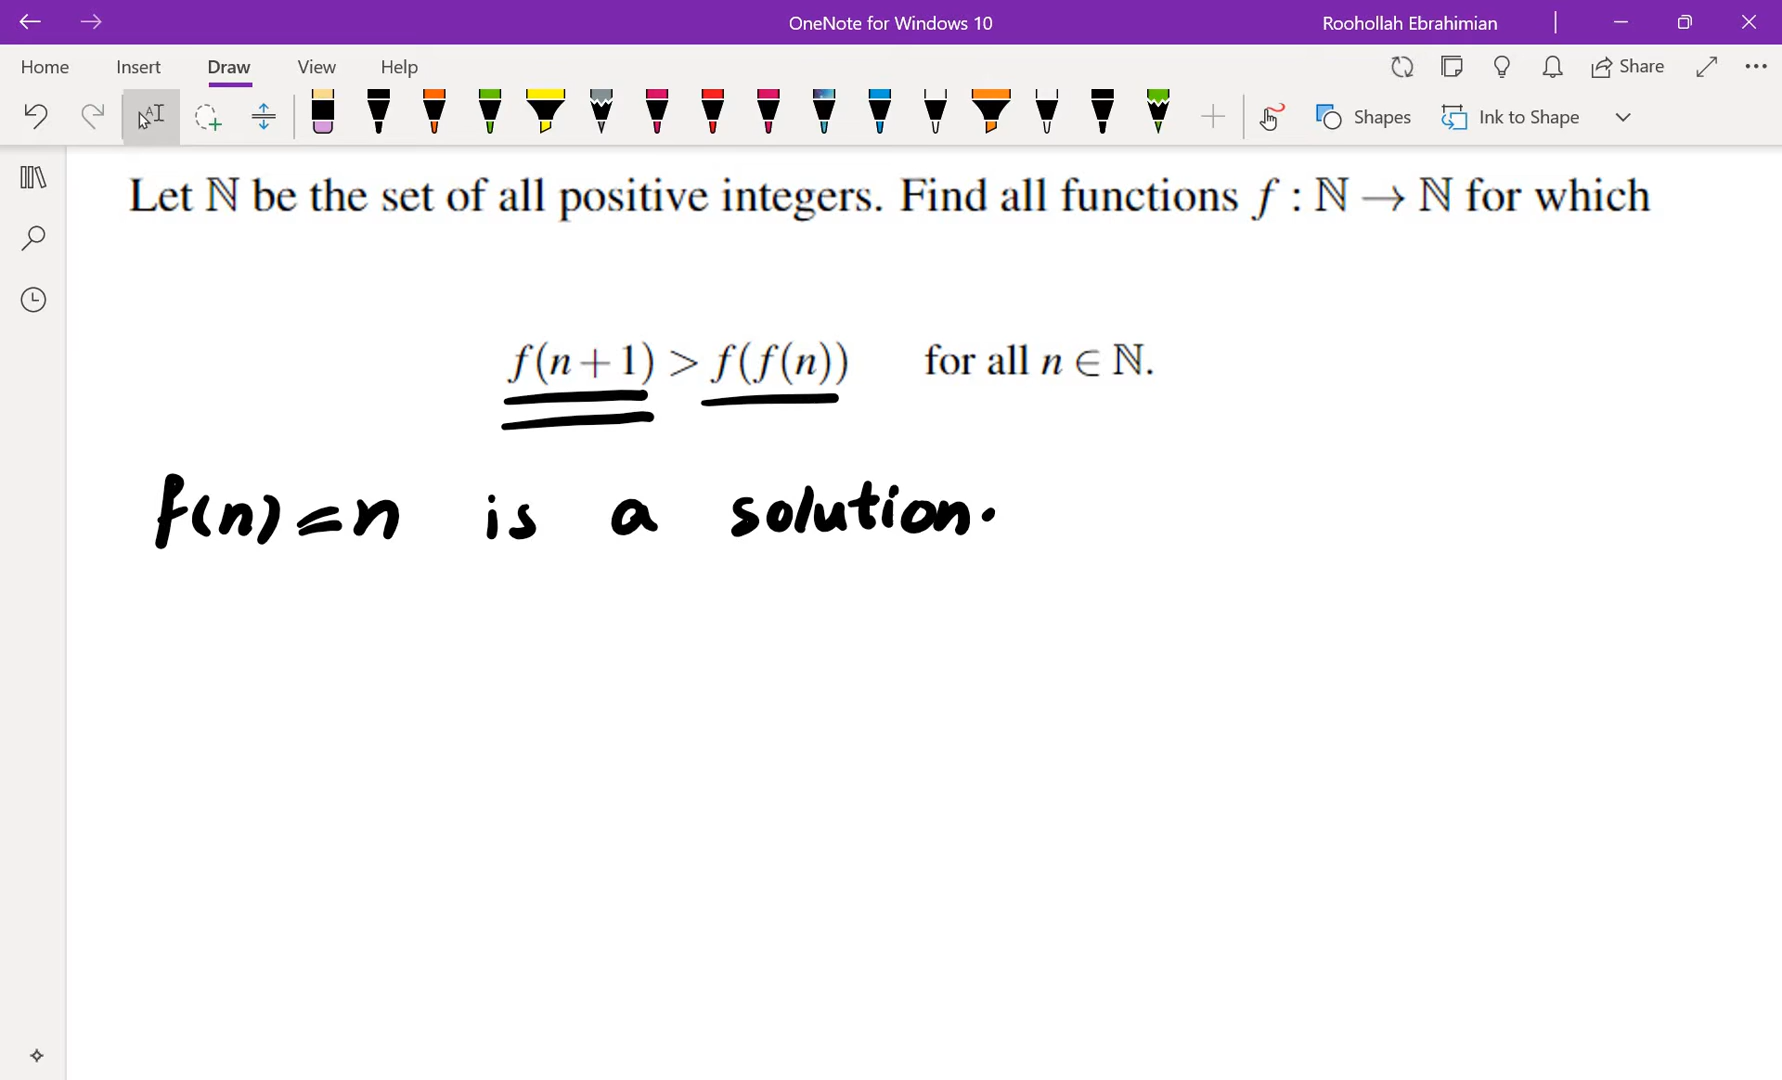 OneNote for Windows 10 Roohollah Ebrahimian
Home Insert Draw View Help Share
Shapes Ink to Shape
Let ℕ be the set of all positive integers. Find all functions f : ℕ → ℕ for which
f(n+1) > f(f(n)) for all n ∈ ℕ.
f(n)=n is a solution.